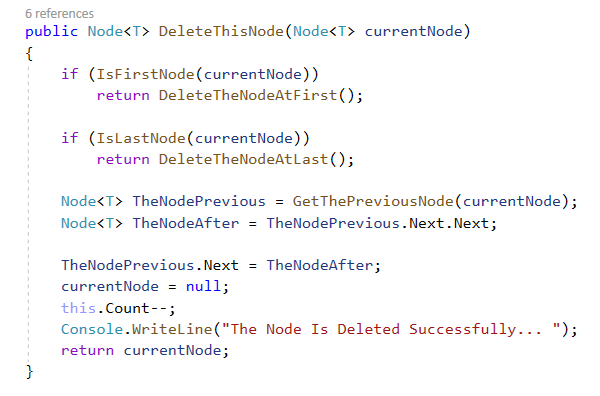 6 references
public Node<T> DeleteThisNode(Node<T> currentNode)
{
if (IsFirstNode(currentNode))
return DeleteTheNodeAtFirst();
if (IsLastNode(currentNode))
return DeleteTheNodeAtLast();
Node<T> TheNodePrevious = GetThePreviousNode(currentNode);
Node<T> TheNodeAfter = TheNodePrevious.Next.Next;
TheNodePrevious.Next = TheNodeAfter;
currentNode = null;
this.Count--;
Console.WriteLine("The Node Is Deleted Successfully... ");
return currentNode;
}